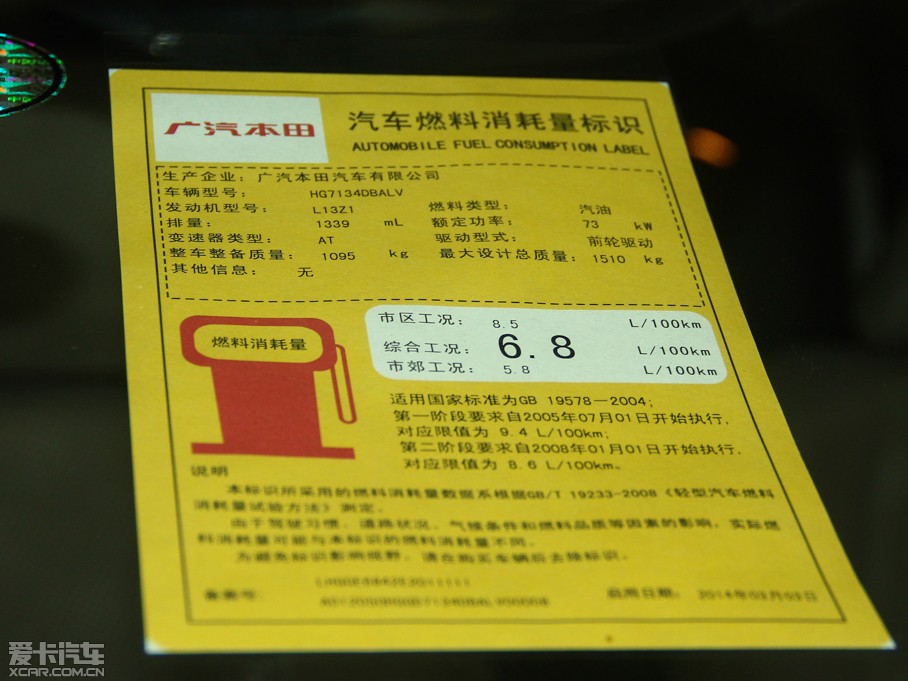 广汽本田
汽车燃料消耗量标识
AUTOMOBILE FUEL CONSUMPTION LABEL
生产企业: 广汽本田汽车有限公司
车辆型号: HG7134DBALV
发动机型号: L13Z1 燃料类型: 汽油
排量: 1339 mL 额定功率: 73 kW
变速器类型: AT 驱动型式: 前轮驱动
整车整备质量: 1095 kg 最大设计总质量: 1510 kg
其他信息: 无
燃料消耗量
市区工况: 8.5 L/100km
综合工况: 6.8 L/100km
市郊工况: 5.8 L/100km
适用国家标准为GB 19578—2004;
第一阶段要求自2005年07月01日开始执行,
对应限值为 9.4 L/100km;
第二阶段要求自2008年01月01日开始执行,
对应限值为 8.6 L/100km。
说明
本标识所采用的燃料消耗量数据系根据GB/T 19233-2008《轻型汽车燃料
消耗量试验方法》测定。
由于驾驶习惯、道路状况、气候条件和燃料品质等因素的影响,实际燃
料消耗量可能与本标识的燃料消耗量不同。
为避免标识影响视野,请在购买车辆后去除标识。
备案号:
启用日期:
爱卡汽车
XCAR.COM.CN